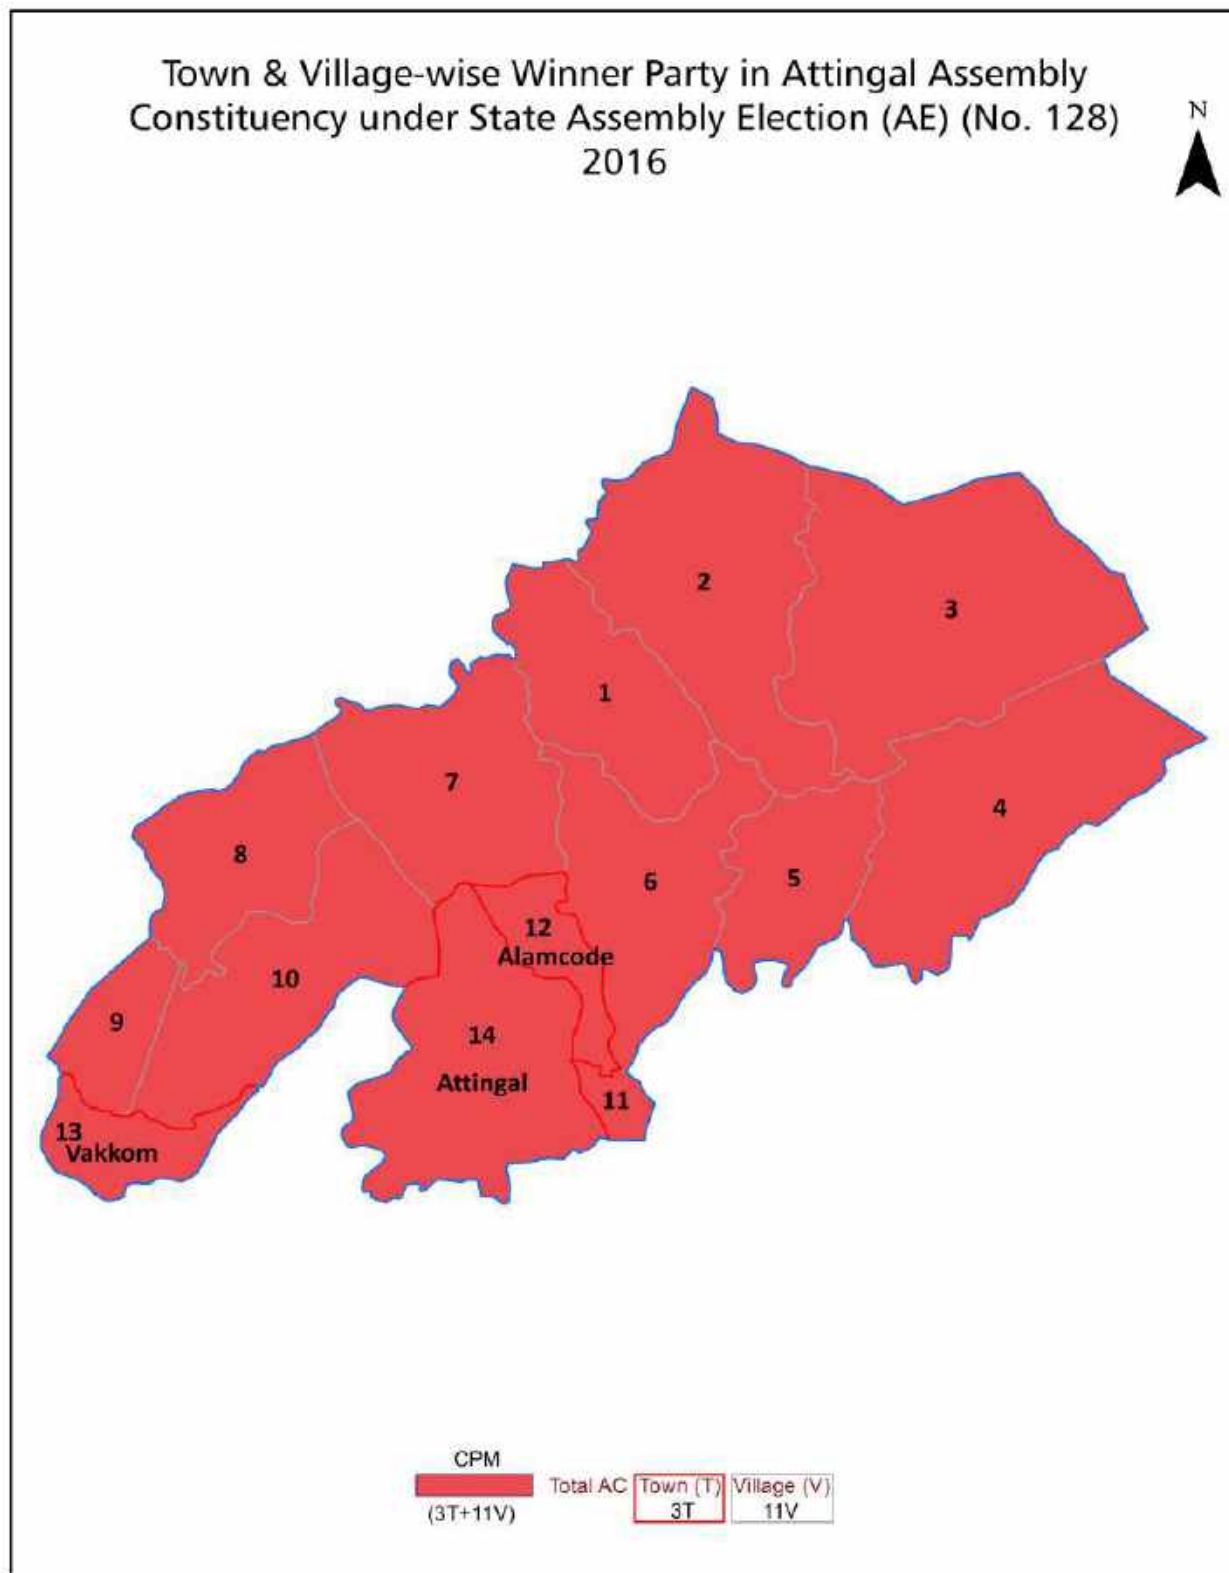 Town & Village-wise Winner Party in Attingal Assembly
Constituency under State Assembly Election (AE) (No. 128)
2016
N
2
3
1
7
4
8
6
5
12
Alamcode
10
9
14
Attingal
11
13
Vakkom
CPM
Total AC Town (T) Village (V)
(3T+11V) 3T 11V